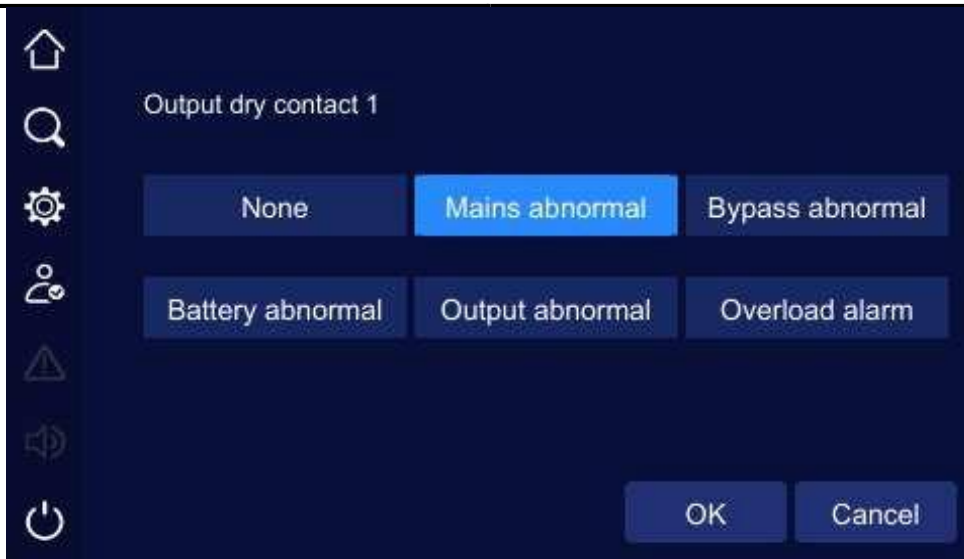 Output dry contact 1
None Mains abnormal Bypass abnormal
Battery abnormal Output abnormal Overload alarm
OK Cancel